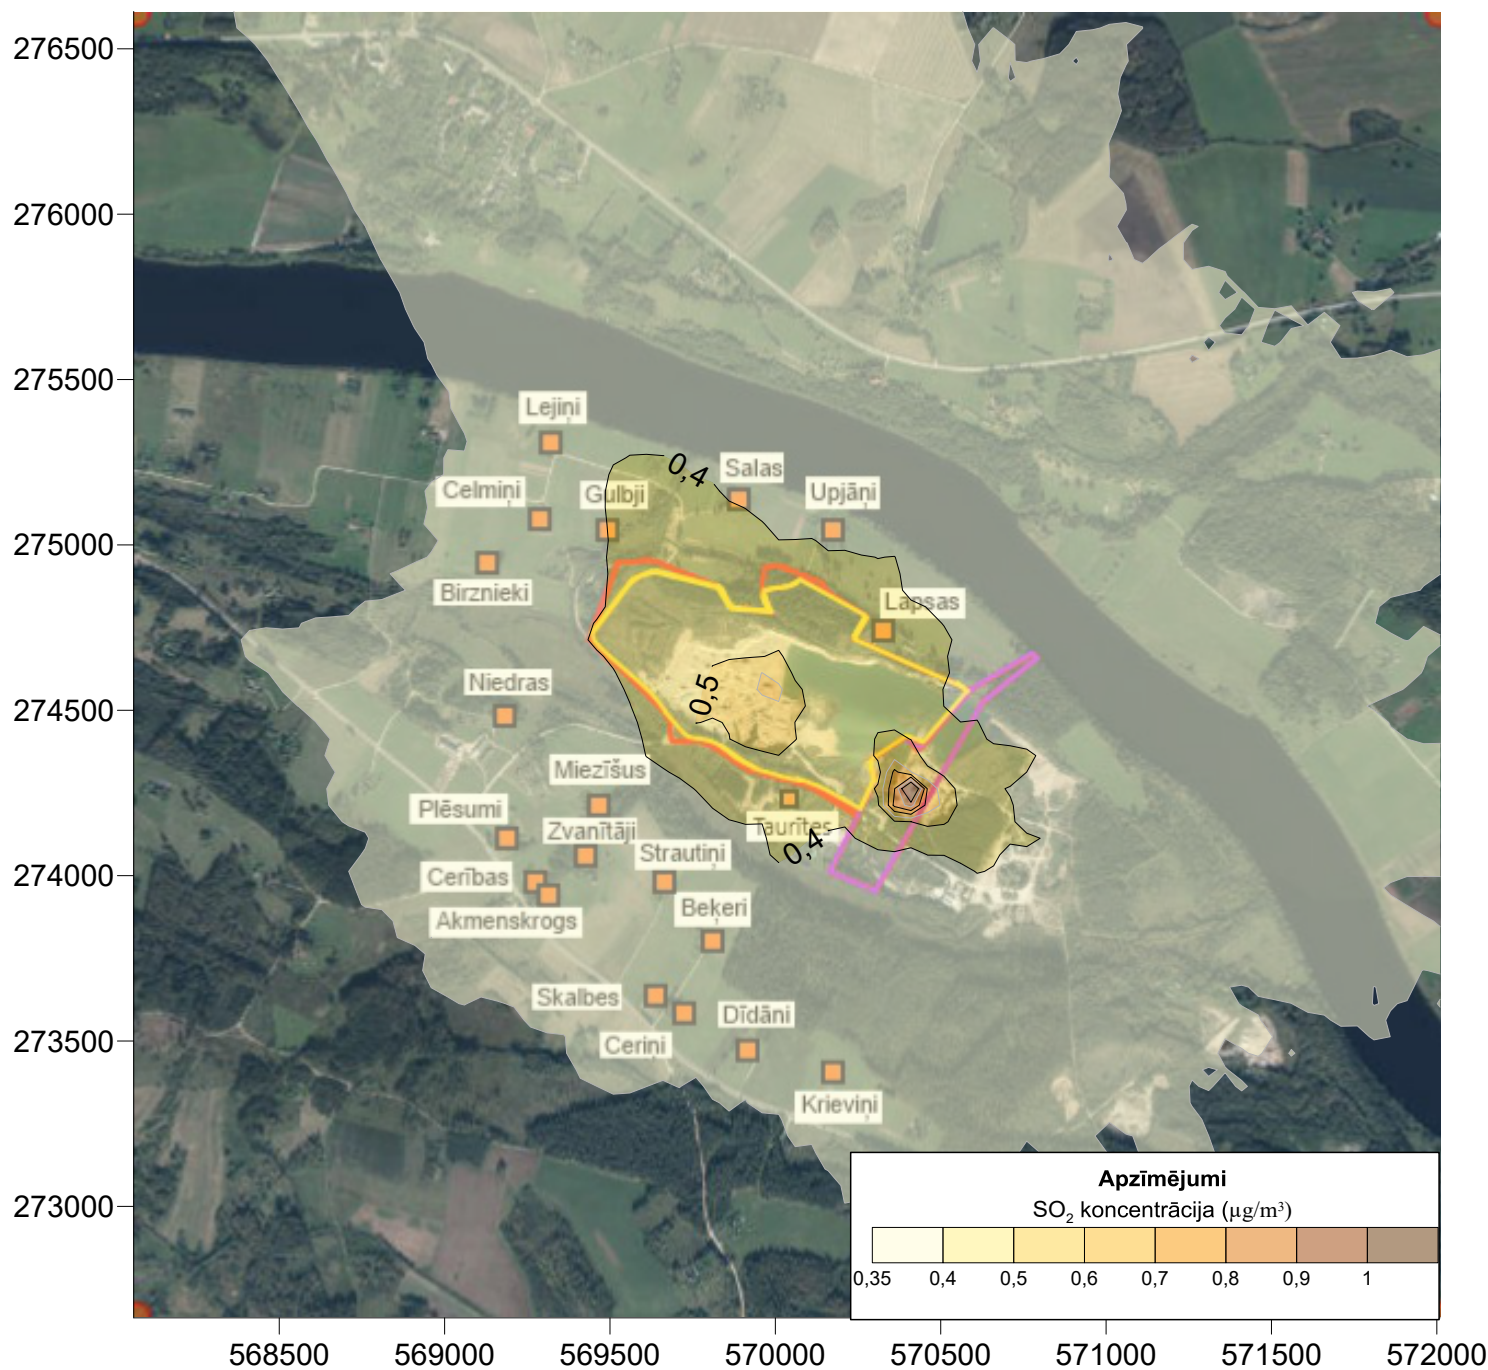 276500
276000
275500
275000
274500
274000
273500
273000
Lejiņi
0,4
Salas
Celmiņi
Gulbji
Upjāņi
Birznieki
Lapsas
Niedras
0,5
Miezīšus
Plēsumi
Zvanītāji
Taurītes
0,4
Strautiņi
Cerības
Akmenskrogs
Beķeri
Skalbes
Dīdāni
Ceriņi
Krieviņi
Apzīmējumi
SO2 koncentrācija (µg/m³)
0,35 0,4 0,5 0,6 0,7 0,8 0,9 1
568500 569000 569500 570000 570500 571000 571500 572000